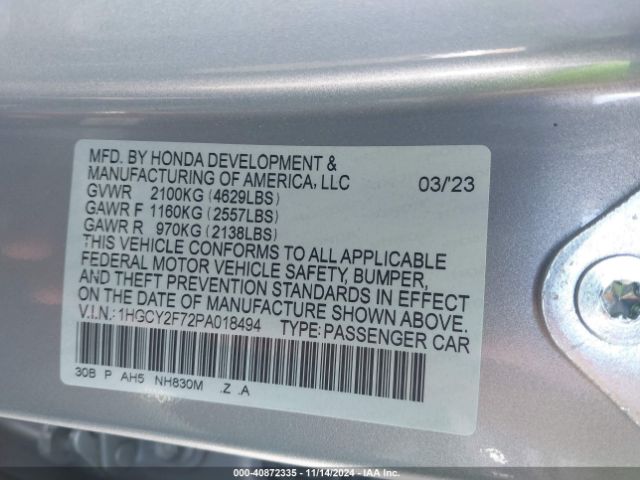 MFD. BY HONDA DEVELOPMENT &
MANUFACTURING OF AMERICA, LLC 03/'23
GVWR 2100KG (4629LBS)
GAWR F 1160KG (2557LBS)
GAWR R 970KG (2138LBS)
THIS VEHICLE CONFORMS TO ALL APPLICABLE
FEDERAL MOTOR VEHICLE SAFETY, BUMPER,
AND THEFT PREVENTION STANDARDS IN EFFECT
ON THE DATE OF MANUFACTURE SHOWN ABOVE.
V.I.N.: 1HGCY2F72PA018494 TYPE: PASSENGER CAR
30B P AH5 NH830M .Z .A
000-40872335 - 11/14/2024 - IAA Inc.